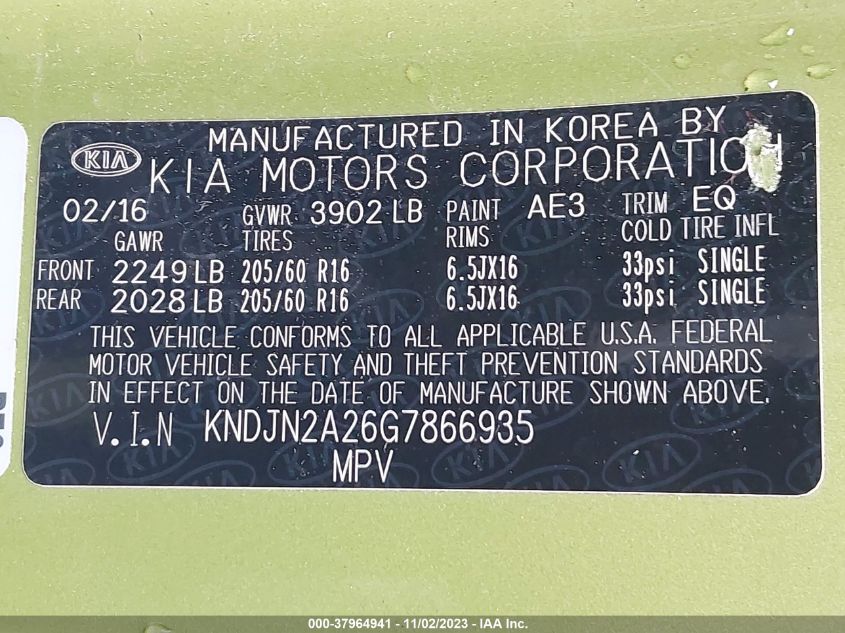 MANUFACTURED IN KOREA BY
KIA KIA MOTORS CORPORATION
02/16 GVWR 3902 LB PAINT AE3 TRIM EQ
GAWR TIRES RIMS COLD TIRE INFL
FRONT 2249 LB 205/60 R16 6.5JX16 33psi SINGLE
REAR 2028 LB 205/60 R16 6.5JX16 33psi SINGLE
THIS VEHICLE CONFORMS TO ALL APPLICABLE U.S.A. FEDERAL
MOTOR VEHICLE SAFETY AND THEFT PREVENTION STANDARDS
IN EFFECT ON THE DATE OF MANUFACTURE SHOWN ABOVE.
V.I.N KNDJN2A26G7866935
MPV
000-37964941 - 11/02/2023 - KSU - IAA Inc.